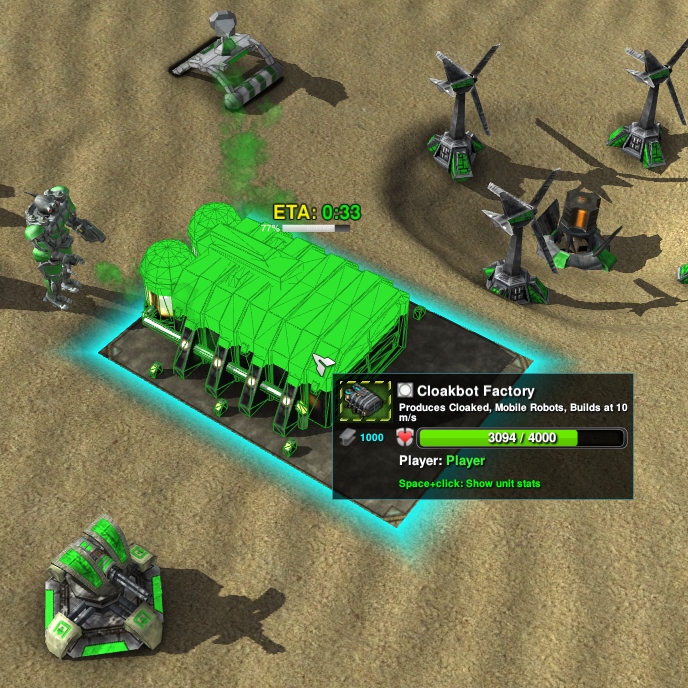 ETA: 0:33
77%
Cloakbot Factory
Produces Cloaked, Mobile Robots, Builds at 10
m/s
1000
3094 / 4000
Player: Player
Space+click: Show unit stats